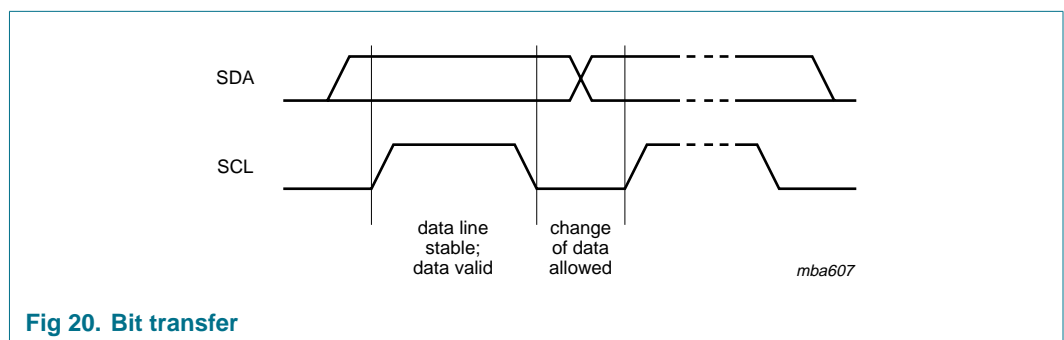 SDA
SCL
data line
stable;
data valid
change
of data
allowed
mba607
Fig 20. Bit transfer